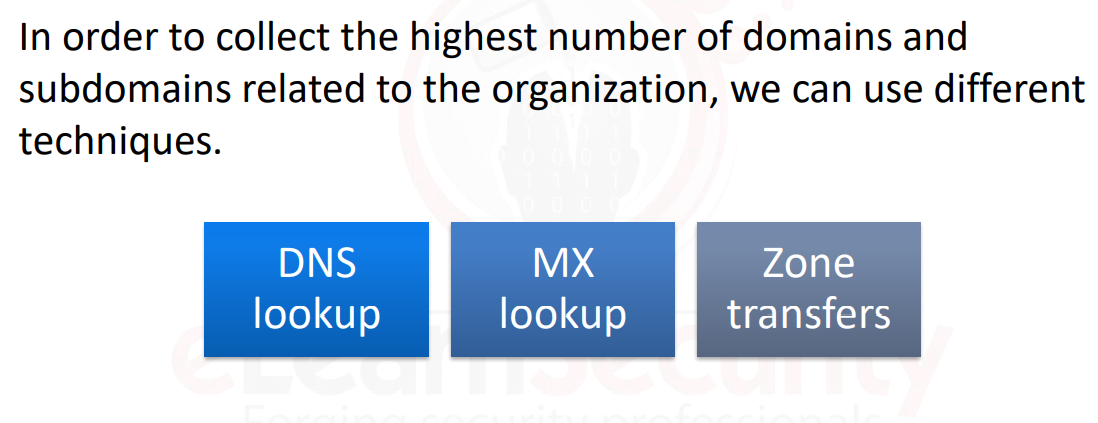 In order to collect the highest number of domains and
subdomains related to the organization, we can use different
techniques.
DNS
lookup
MX
lookup
Zone
transfers
eLearnSecurity
Forging security professionals